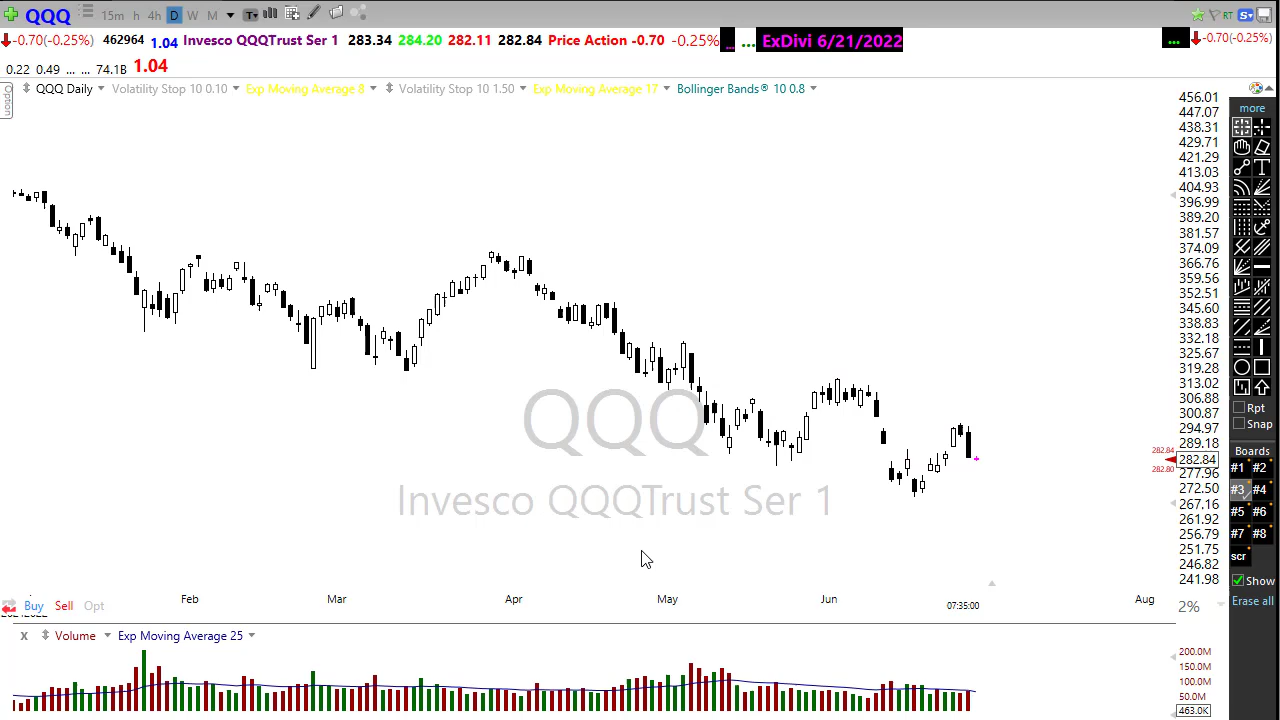 QQQ 15m h 4h D W M T RT S
-0.70(-0.25%) 462964 1.04 Invesco QQQTrust Ser 1 283.34 284.20 282.11 282.84 Price Action -0.70 -0.25% ... ... ExDivi 6/21/2022 ... -0.70(-0.25%)
0.22 0.49 ... ... 74.1B 1.04
Option
QQQ Daily Volatility Stop 10 0.10 Exp Moving Average 8 Volatility Stop 10 1.50 Exp Moving Average 17 Bollinger Bands® 10 0.8
456.01
447.07
438.31
429.71
421.29
413.03
404.93
396.99
389.20
381.57
374.09
366.76
359.56
352.51
345.60
338.83
332.18
325.67
319.28
313.02
306.88
300.87
294.97
289.18
282.84
277.96
272.50
267.16
261.92
256.79
251.75
246.82
241.98
282.84
282.80
QQQ
Invesco QQQTrust Ser 1
more
T
Rpt
Snap
Boards
#1 #2
#3 #4
#5 #6
#7 #8
scr
Show
Erase all
Buy Sell Opt
Feb Mar Apr May Jun Aug
07:35:00
2%
X Volume Exp Moving Average 25
200.0M
150.0M
100.0M
50.0M
463.0K